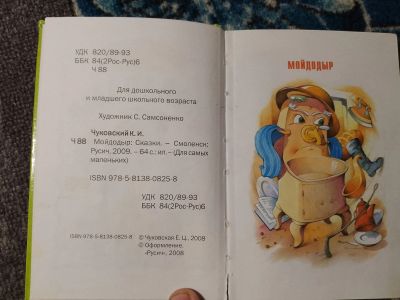 УДК 820/89-93
ББК 84(2Рос-Рус)6
Ч 88
Для дошкольного
и младшего школьного возраста
Художник С. Самсоненко
Чуковский К. И.
Ч 88 Мойдодыр: Сказки. – Смоленск:
Русич, 2009. – 64 с.: ил. – (Для самых
маленьких)
ISBN 978-5-8138-0825-8
УДК 820/89-93
ББК 84(2Рос-Рус)6
ISBN 978-5-8138-0825-8
© Чуковская Е. Ц., 2009
© Оформление.
«Русич», 2008
МОЙДОДЫР